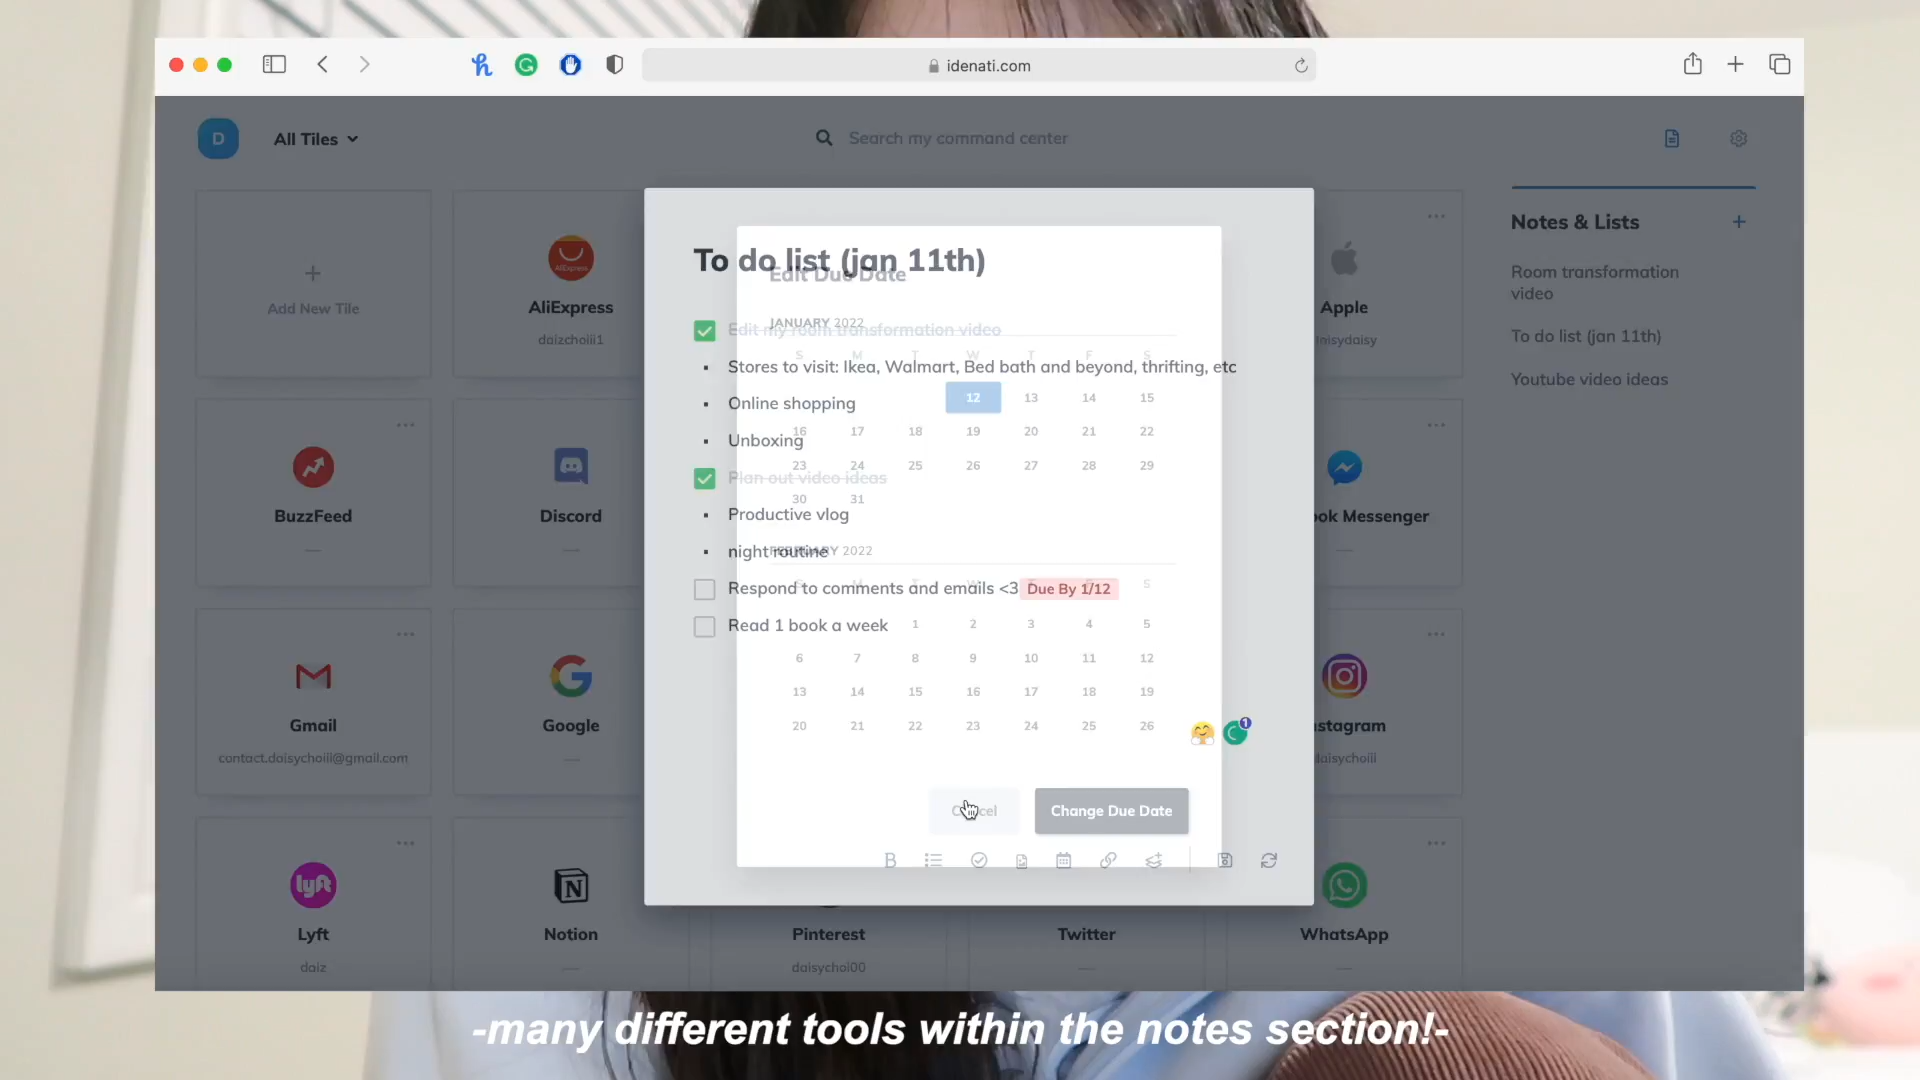 idenati.com
D
All Tiles
Search my command center
Add New Tile
AliExpress
AliExpress
daizchoiii1
Apple
BuzzFeed
—
Discord
—
ok Messenger
—
Gmail
contact.daisychoiii@gmail.com
Google
—
stagram
Lyft
daiz
Notion
—
Pinterest
daisychoi00
Twitter
—
WhatsApp
—
Notes & Lists
Room transformation
video
To do list (jan 11th)
Youtube video ideas
To do list (jan 11th)
Edit my room transformation video
Stores to visit: Ikea, Walmart, Bed bath and beyond, thrifting, etc
Online shopping
Unboxing
Plan out video ideas
Productive vlog
night routine
Respond to comments and emails <3 Due By 1/12
Read 1 book a week
Edit Due Date
JANUARY 2022
S M T W T F S
12 13 14 15
16 17 18 19 20 21 22
23 24 25 26 27 28 29
30 31
FEBRUARY 2022
S M T W T F S
1 2 3 4 5
6 7 8 9 10 11 12
13 14 15 16 17 18 19
20 21 22 23 24 25 26
Change Due Date
B
1
-many different tools within the notes section!-